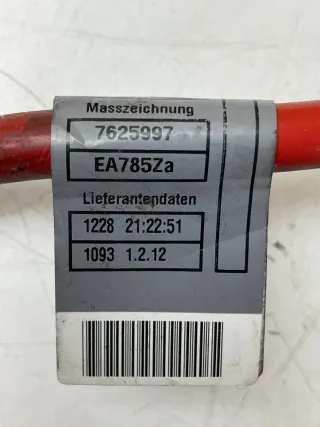 Masszeichnung
7625997
EA785Za
Lieferantendaten
1228 21:22:51
1093 1.2.12